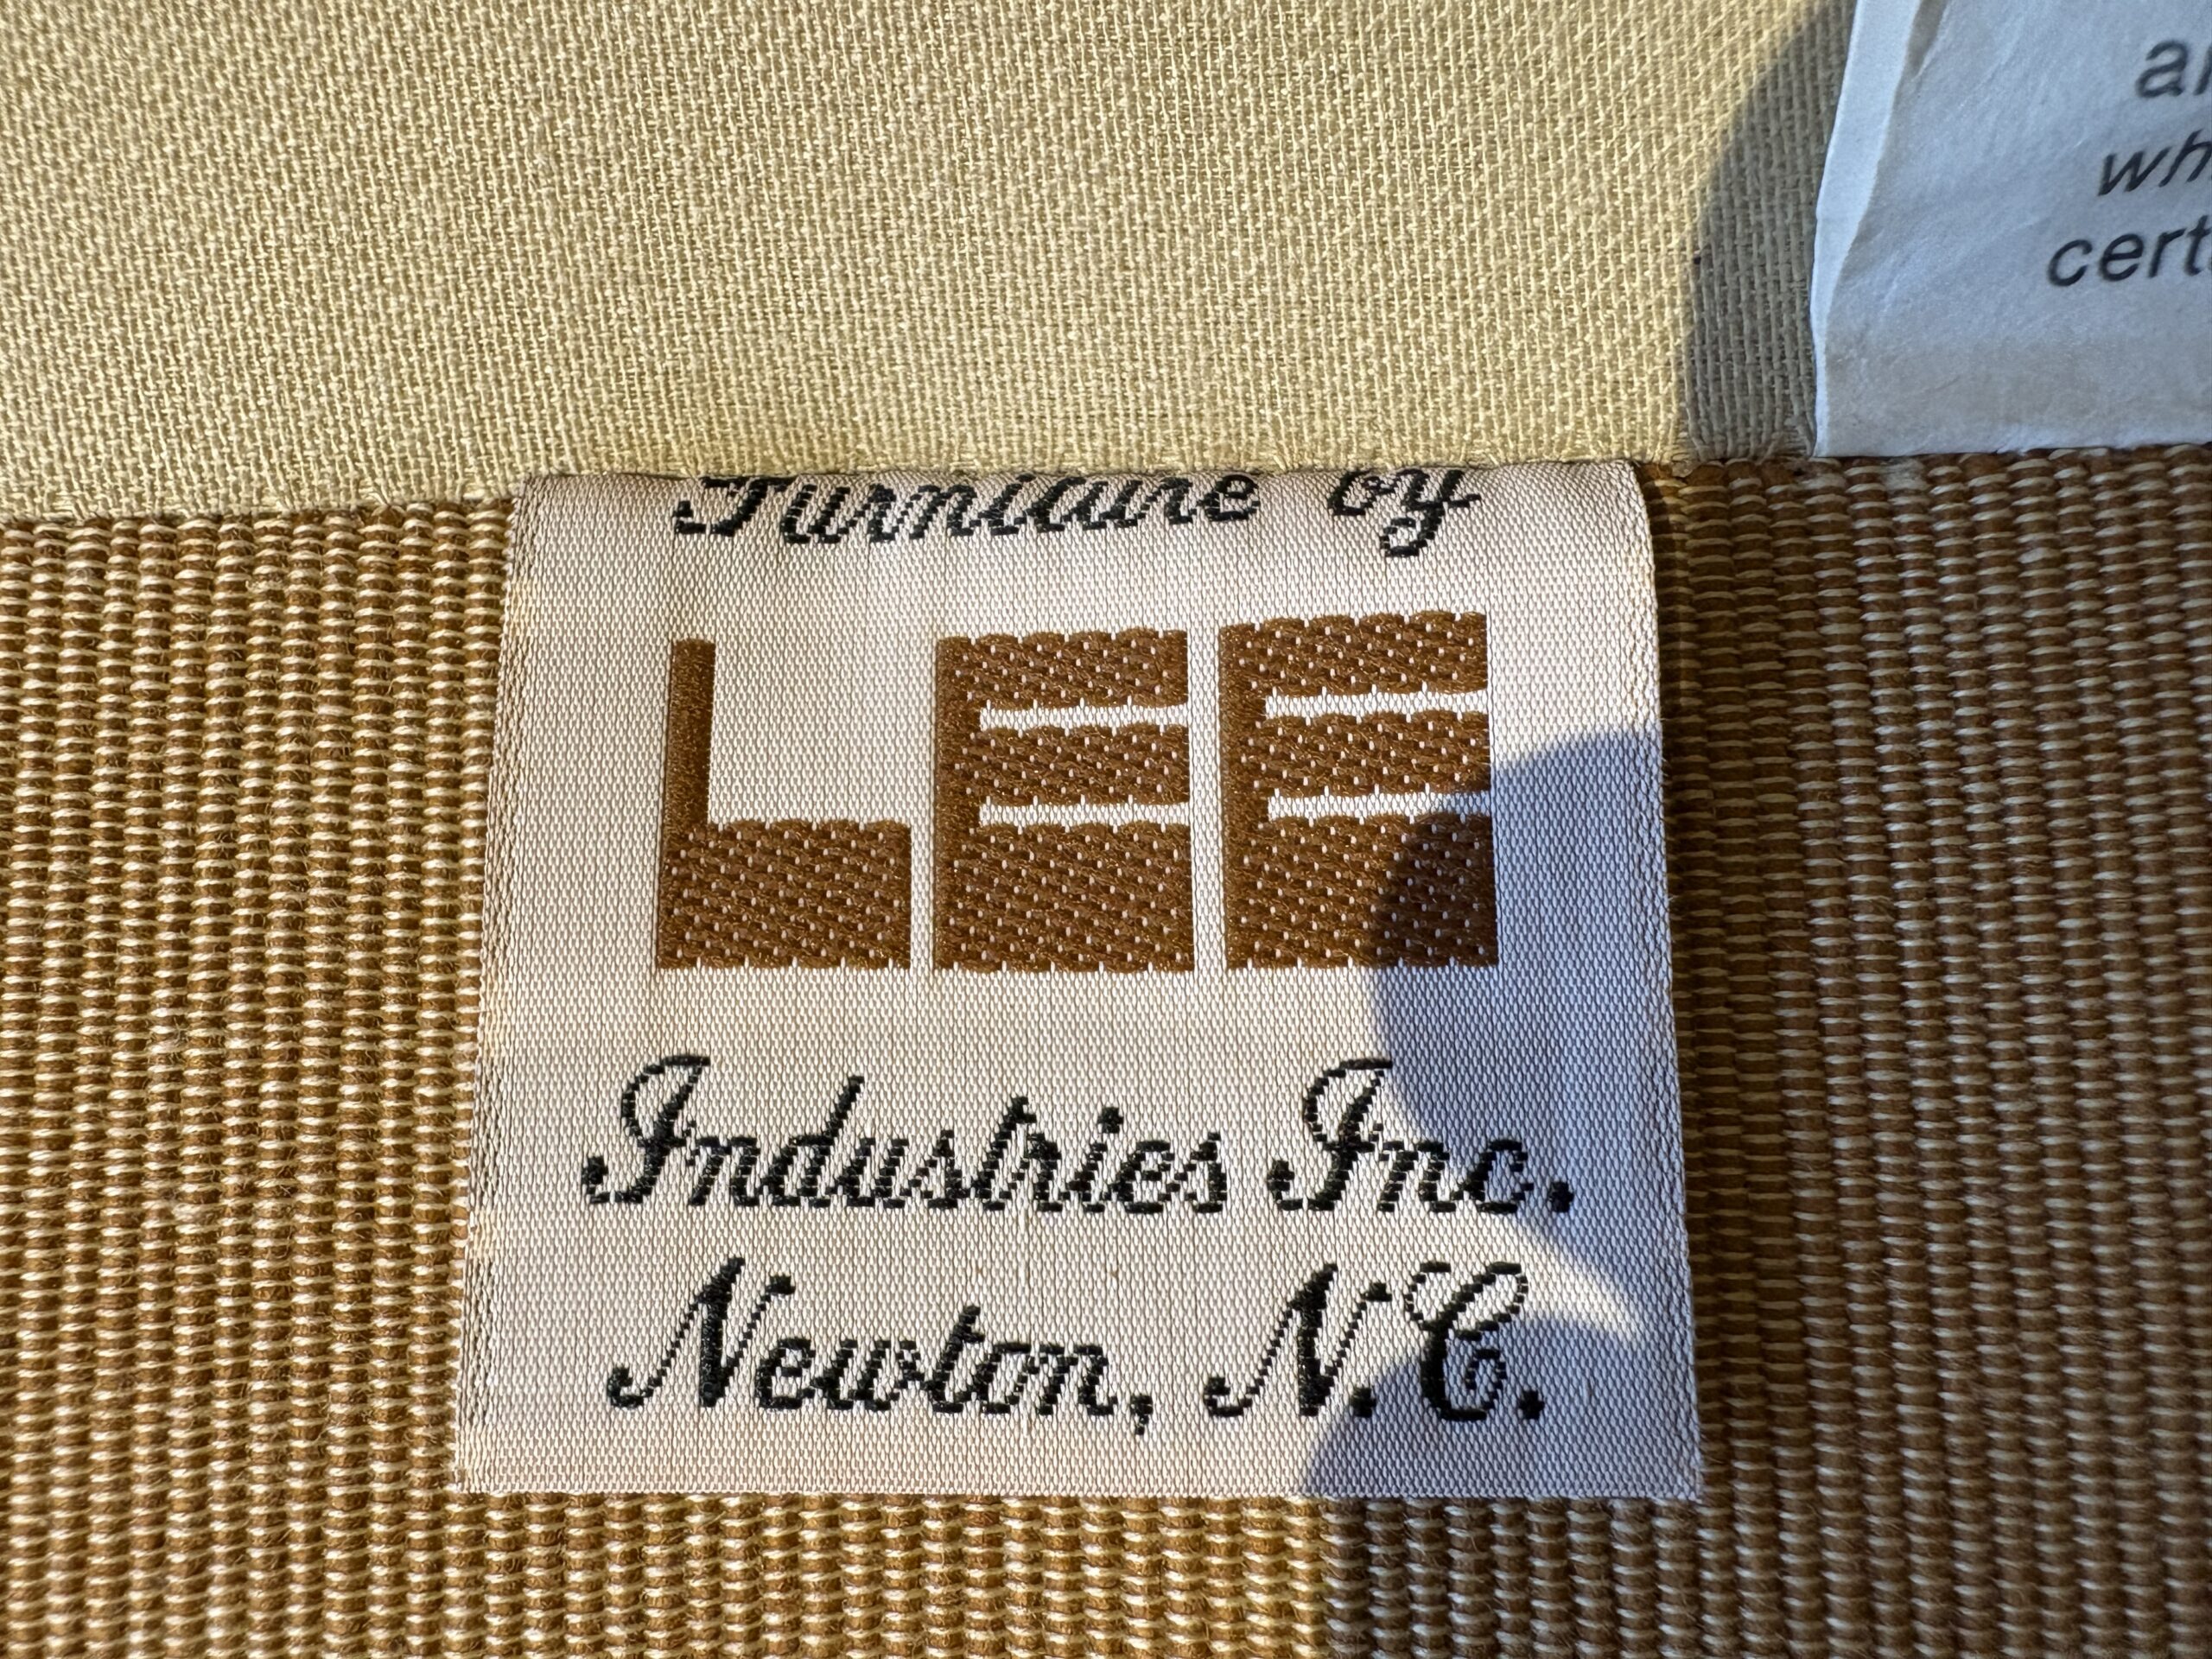 Furniture by
LEE
Industries Inc.
Newton, N.C.